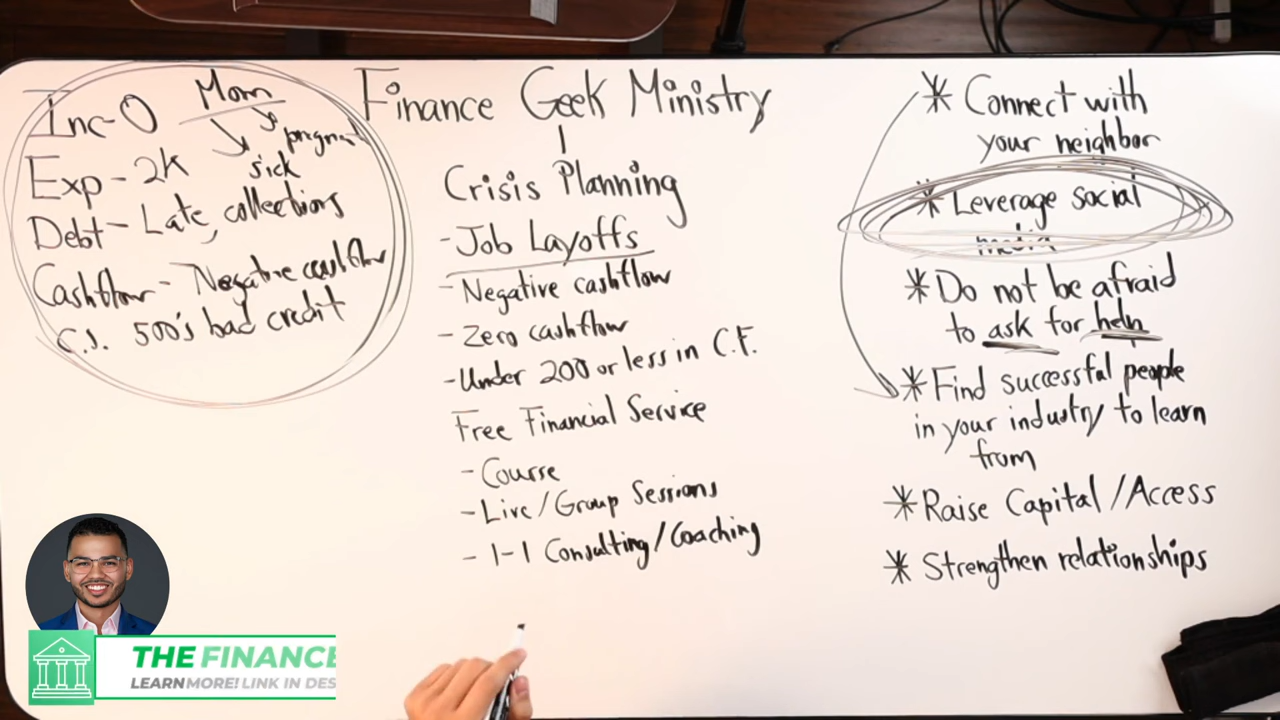 Inc-0
Mom
pregnant
Exp-2K
sick
Debt-Late, collections
Cashflow-Negative cashflow
C.S. 500's bad credit
Finance Geek Ministry
Crisis Planning
-Job Layoffs
-Negative cashflow
-Zero cashflow
-Under 200 or less in C.F.
Free Financial Service
-Course
-Live/Group Sessions
-1-1 Consulting/Coaching
* Connect with
your neighbor
* Leverage social
media
* Do not be afraid
to ask for help
* Find successful people
in your industry to learn
from
* Raise Capital/Access
* Strengthen relationships
THE FINANCE
LEARN MORE! LINK IN DES